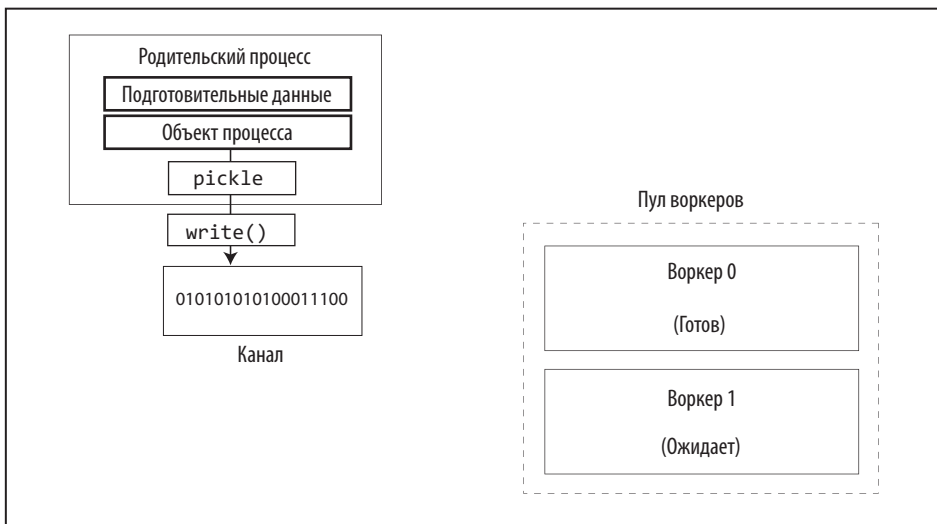 Родительский процесс
Подготовительные данные
Объект процесса
pickle
write()
010101010100011100
Канал
Пул воркеров
Воркер 0
(Готов)
Воркер 1
(Ожидает)